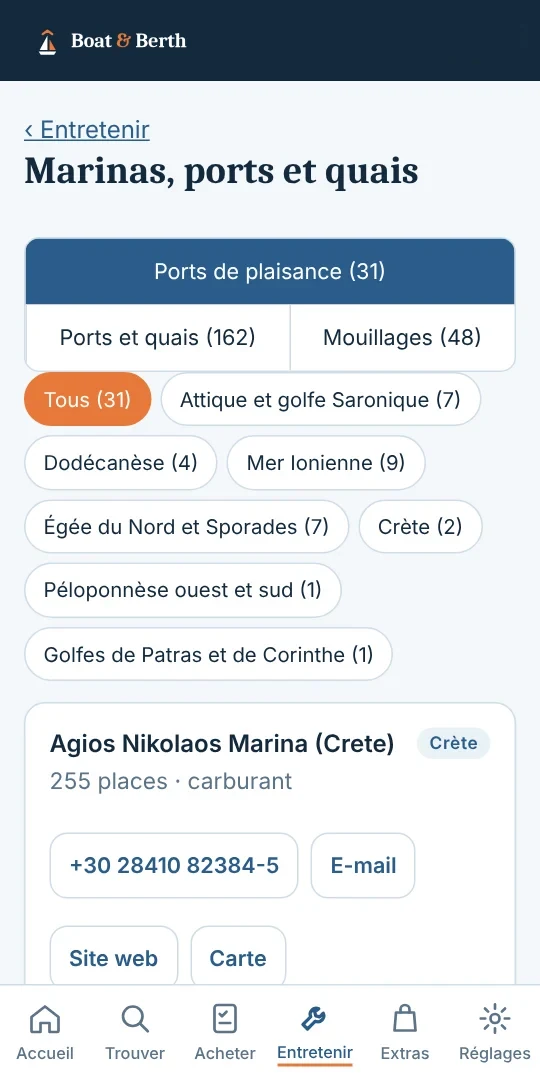 Boat & Berth
‹ Entretenir
Marinas, ports et quais
Ports de plaisance (31)
Ports et quais (162)
Mouillages (48)
Tous (31)
Attique et golfe Saronique (7)
Dodécanèse (4)
Mer Ionienne (9)
Égée du Nord et Sporades (7)
Crète (2)
Péloponnèse ouest et sud (1)
Golfes de Patras et de Corinthe (1)
Agios Nikolaos Marina (Crete)
Crète
255 places · carburant
+30 28410 82384-5
E-mail
Site web
Carte
Accueil
Trouver
Acheter
Entretenir
Extras
Réglages